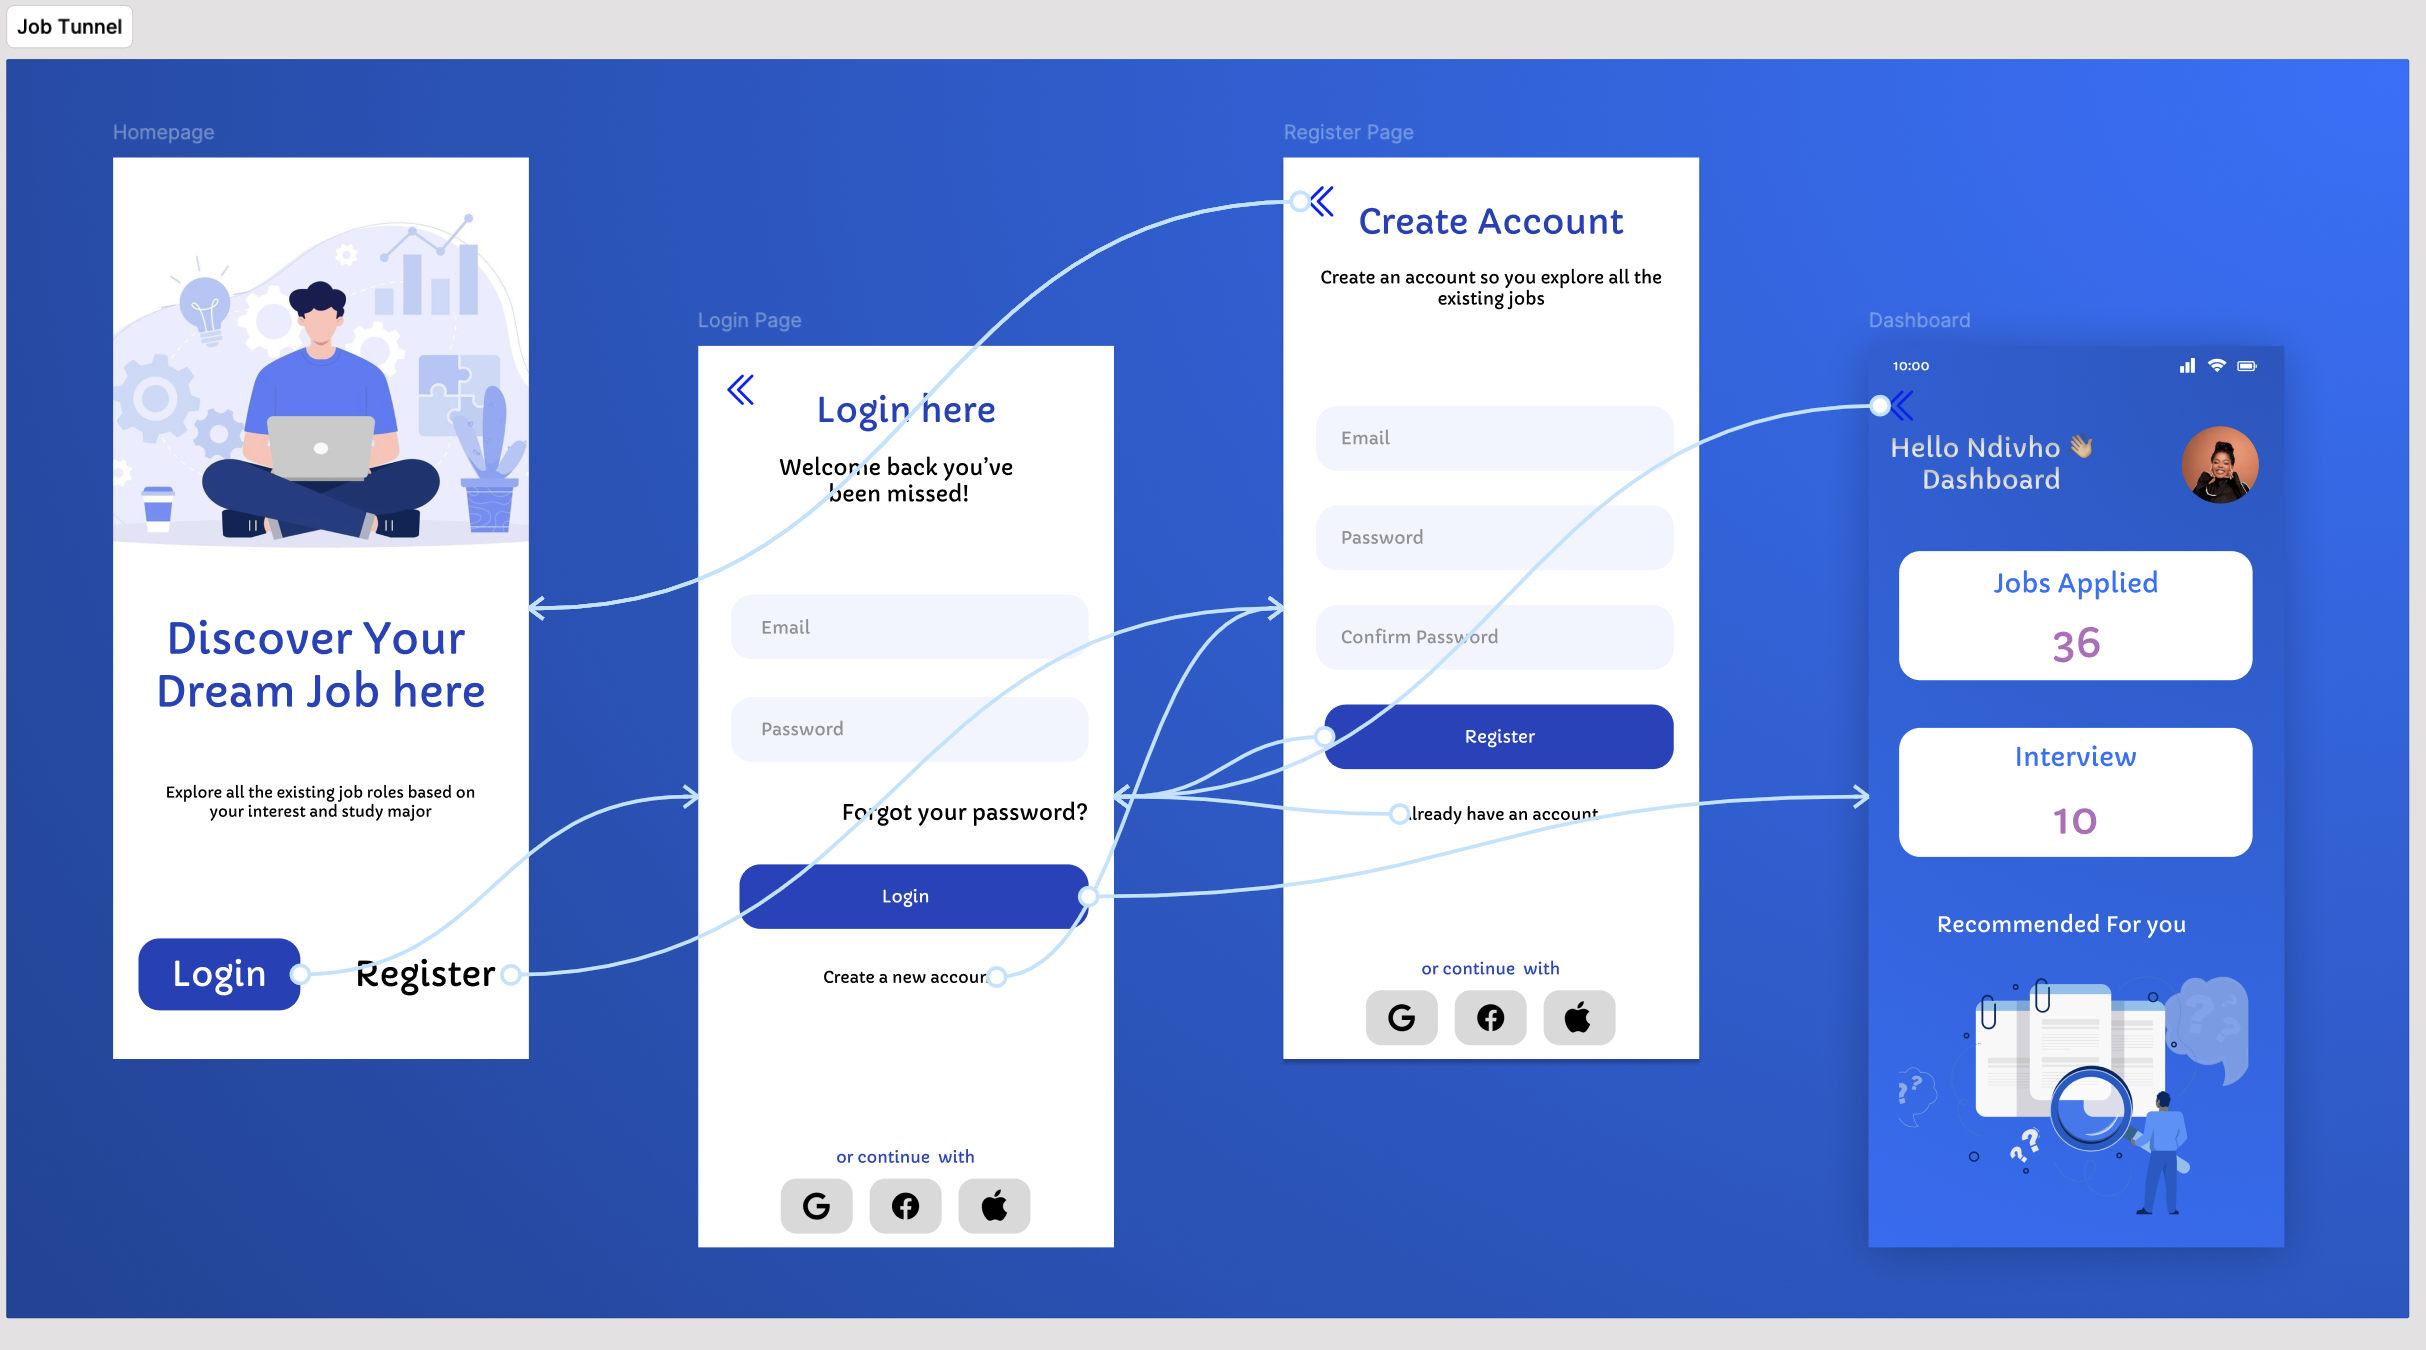 Job Tunnel
Homepage
Discover Your
Dream Job here
Explore all the existing job roles based on
your interest and study major
Login
Register
Login Page
Login here
Welcome back you’ve
been missed!
Email
Password
Forgot your password?
Login
Create a new accoun
or continue with
Register Page
Create Account
Create an account so you explore all the
existing jobs
Email
Password
Confirm Password
Register
lready have an account
or continue with
Dashboard
10:00
Hello Ndivho 👋🏽
Dashboard
Jobs Applied
36
Interview
10
Recommended For you
? ?
? ?
? ?